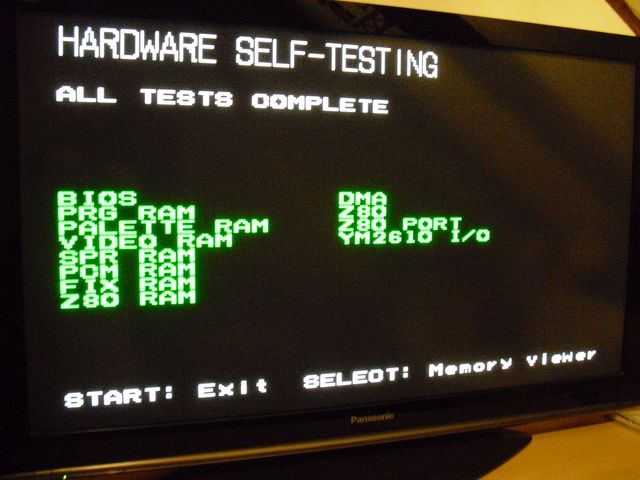 HARDWARE SELF-TESTING
ALL TESTS COMPLETE
BIOS
PRG RAM
PALETTE RAM
VIDEO RAM
SPR RAM
PCM RAM
FIX RAM
Z80 RAM
DMA
Z80
Z80 PORT
YM2610 I/O
START: Exit SELECT: Memory Viewer
Panasonic